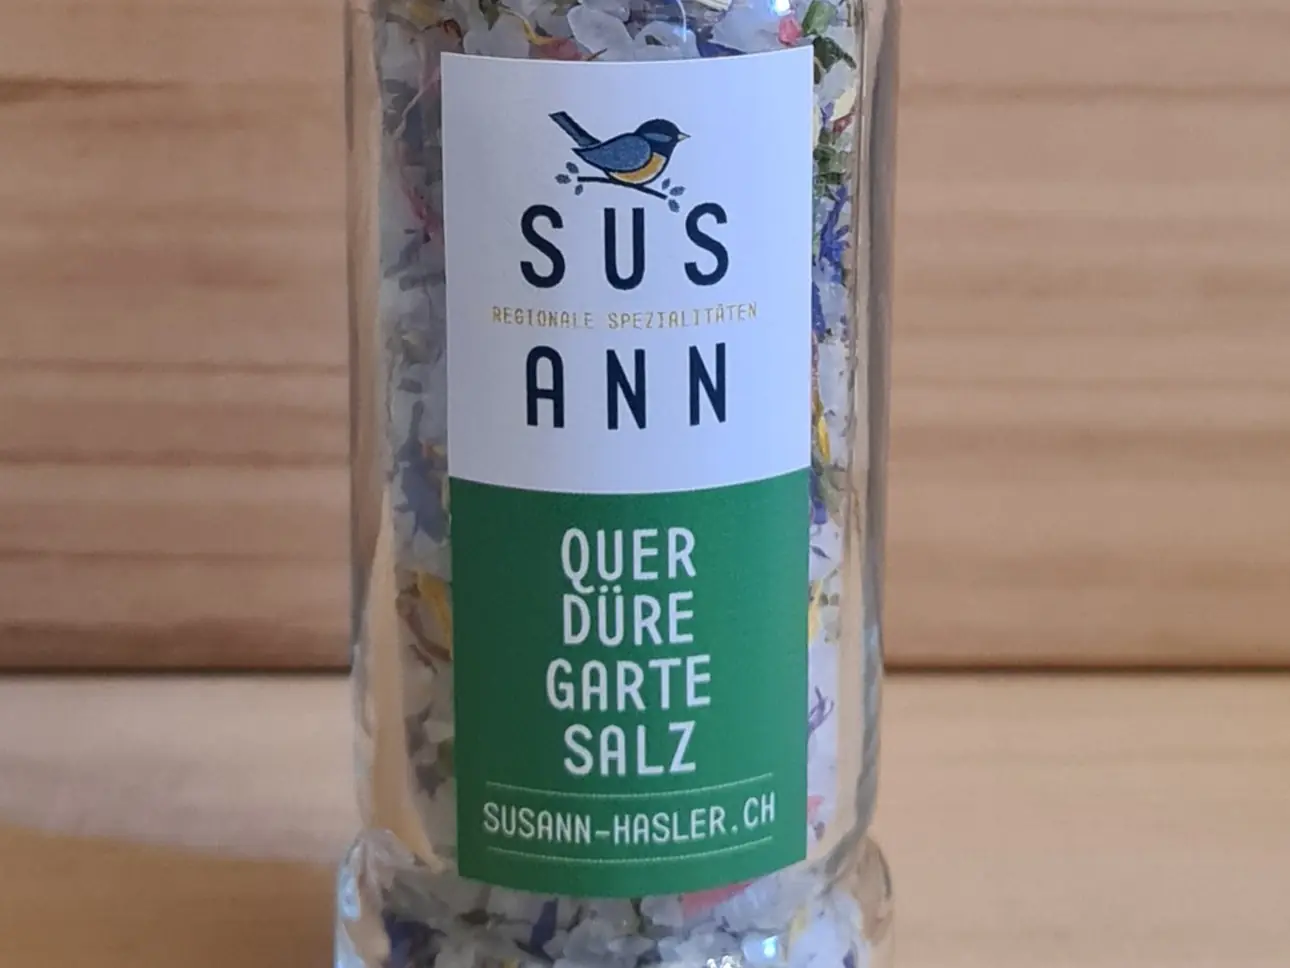 SUS
REGIONALE SPEZIALITÄTEN
ANN
QUER
DÜRE
GARTE
SALZ
SUSANN-HASLER.CH